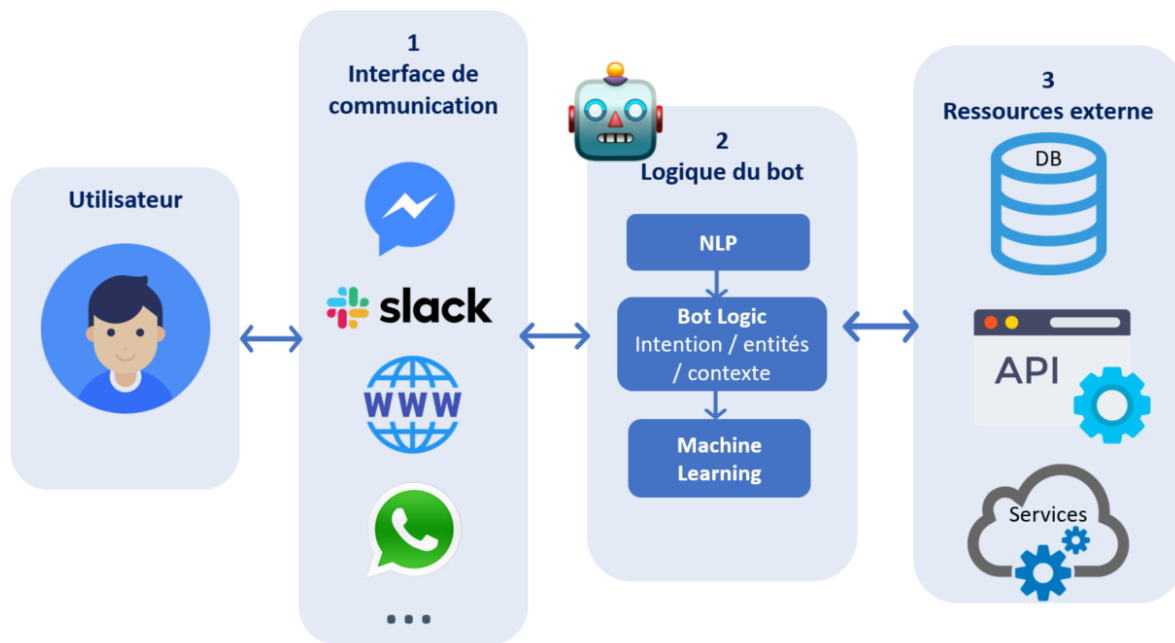 Utilisateur
1
Interface de
communication
slack
WWW
...
2
Logique du bot
NLP
Bot Logic
Intention / entités
/ contexte
Machine
Learning
3
Ressources externe
DB
API
Services